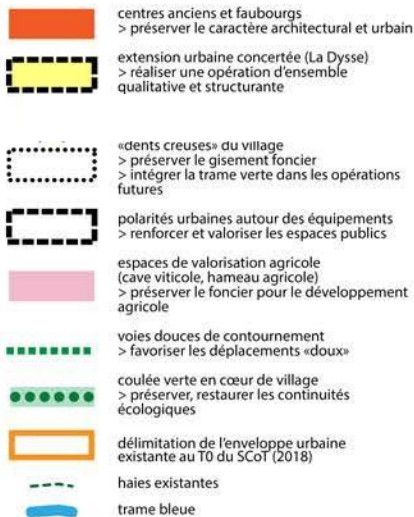 centres anciens et faubourgs
> préserver le caractère architectural et urbain
extension urbaine concertée (La Dysse)
> réaliser une opération d'ensemble
qualitative et structurante
«dents creuses» du village
> préserver le gisement foncier
> intégrer la trame verte dans les opérations
futures
polarités urbaines autour des équipements
> renforcer et valoriser les espaces publics
espaces de valorisation agricole
(cave viticole, hameau agricole)
> préserver le foncier pour le développement
agricole
voies douces de contournement
> favoriser les déplacements «doux»
coulée verte en cœur de village
> préserver, restaurer les continuités
écologiques
délimitation de l'enveloppe urbaine
existante au T0 du SCoT (2018)
haies existantes
trame bleue